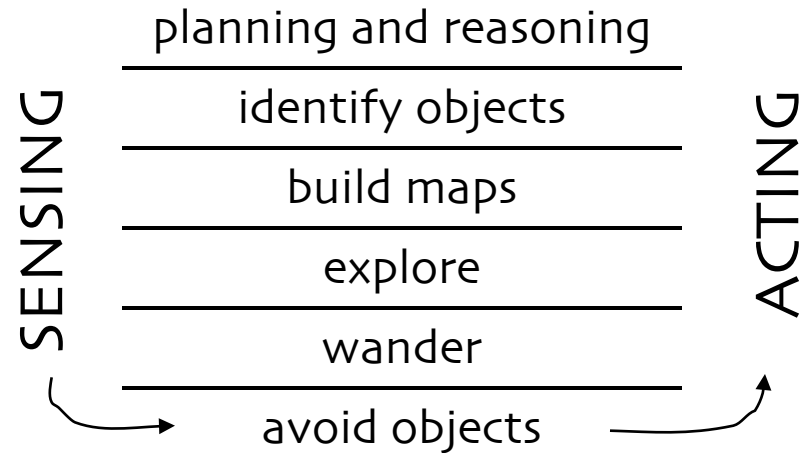 planning and reasoning
identify objects
build maps
explore
wander
avoid objects
SENSING
ACTING